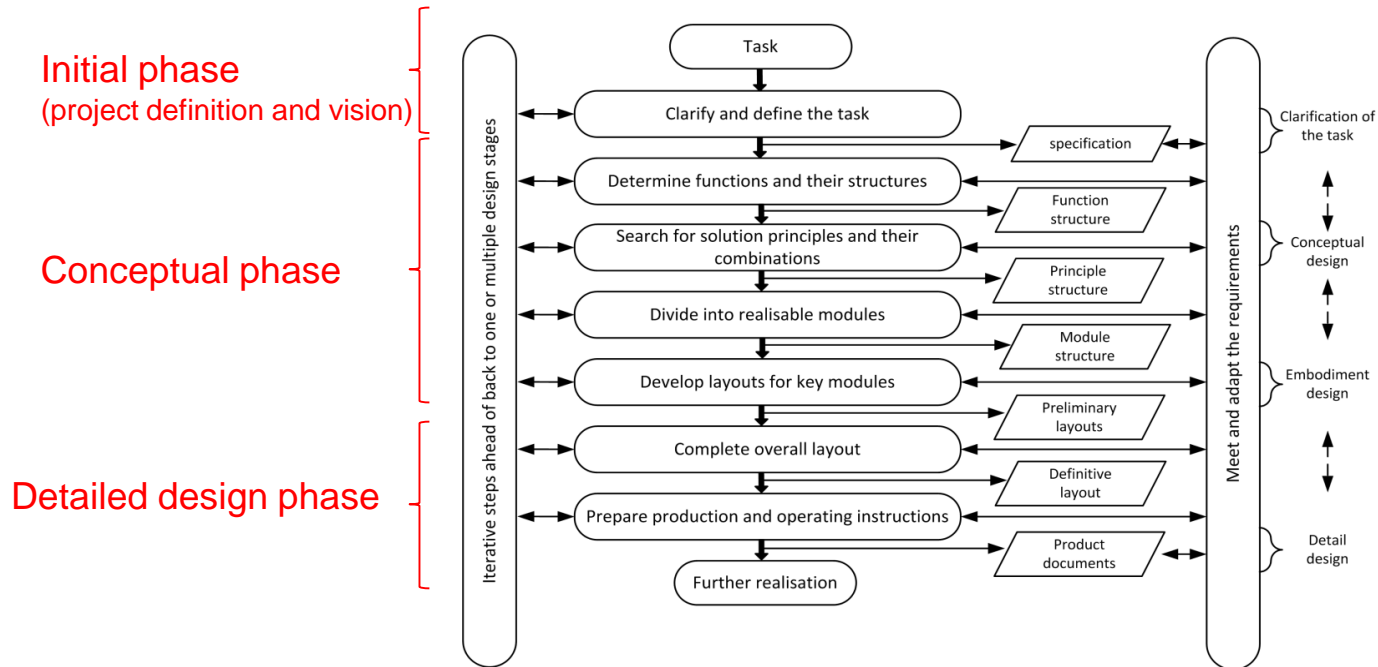 Initial phase
(project definition and vision)
Conceptual phase
Detailed design phase
Iterative steps ahead of back to one or multiple design stages
Task
Clarify and define the task
specification
Determine functions and their structures
Function
structure
Search for solution principles and their
combinations
Principle
structure
Divide into realisable modules
Module
structure
Develop layouts for key modules
Preliminary
layouts
Complete overall layout
Definitive
layout
Prepare production and operating instructions
Product
documents
Further realisation
Meet and adapt the requirements
Clarification of
the task
Conceptual
design
Embodiment
design
Detail
design